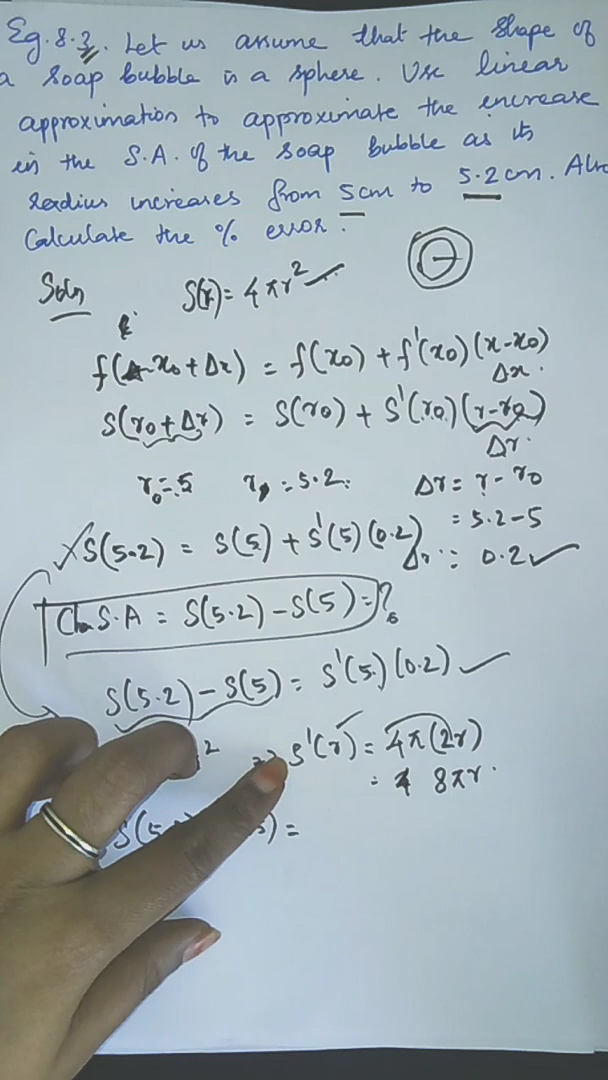 Eg. 8.3. Let us assume that the shape of
a soap bubble is a sphere. Use linear
approximation to approximate the increase
in the S.A. of the soap bubble as its
radius increases from 5cm to 5.2cm. Also
Calculate the % error.
Soln S(r) = 4πr²
f(x₀ + Δx) = f(x₀) + f'(x₀)(x-x₀)
Δx.
S(r₀+Δr) = S(r₀) + S'(r₀)(r-r₀)
Δr.
r₀=5 r, =5.2. Δr = r - r₀
= 5.2-5
S(5.2) = S(5) + S'(5)(0.2)
Δr = 0.2
S.A = S(5.2) - S(5) = ?
S(5.2) - S(5) = S'(5)(0.2)
2 S'(r) = 4π(2r)
= 8πr.
S(5 ) =